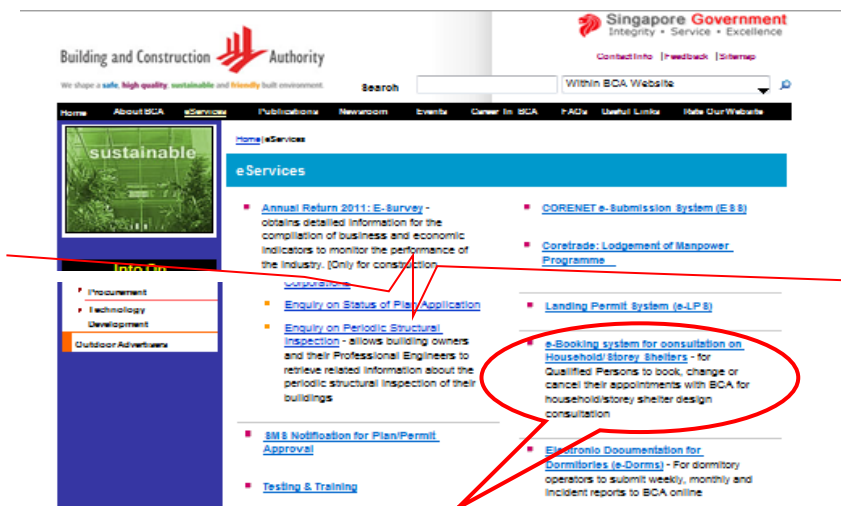 Singapore Government
Integrity • Service • Excellence
Building and Construction Authority
Contact Info | Feedback | Sitemap
We shape a safe, high quality, sustainable and friendly built environment.
Search
Within BCA Website
Home About BCA eServices Publications Newsroom Events Career In BCA FAQs Useful Links Rate Our Website
sustainable
Home | eServices
eServices
Annual Return 2011: E-Survey -
obtains detailed information for the
compilation of business and economic
indicators to monitor the performance of
the industry. [Only for construction
Corporations
Enquiry on Status of Plan Application
Enquiry on Periodic Structural
Inspection - allows building owners
and their Professional Engineers to
retrieve related information about the
periodic structural inspection of their
buildings
SMS Notification for Plan/Permit
Approval
Testing & Training
CORENET e-Submission System (ESS)
Coretrade: Lodgement of Manpower
Programme
Landing Permit System (e-LPS)
e-Booking system for consultation on
Household/Storey Shelters - for
Qualified Persons to book, change or
cancel their appointments with BCA for
household/storey shelter design
consultation
Electronic Documentation for
Dormitories (e-Dorms) - For dormitory
operators to submit weekly, monthly and
incident reports to BCA online
Info On
Procurement
Technology
Development
Outdoor Advertisers